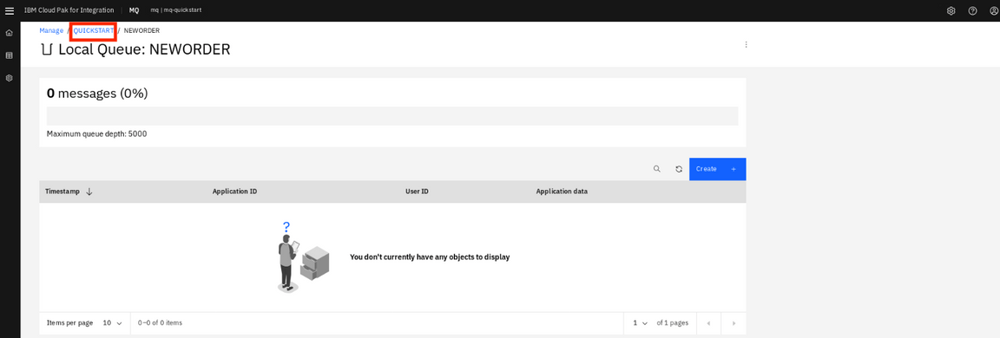 IBM Cloud Pak for Integration MQ mq | mq-quickstart
Manage / QUICKSTART / NEWORDER
Local Queue: NEWORDER
0 messages (0%)
Maximum queue depth: 5000
Create +
Timestamp Application ID User ID Application data
?
You don't currently have any objects to display
Items per page 10 0–0 of 0 items 1 of 1 pages